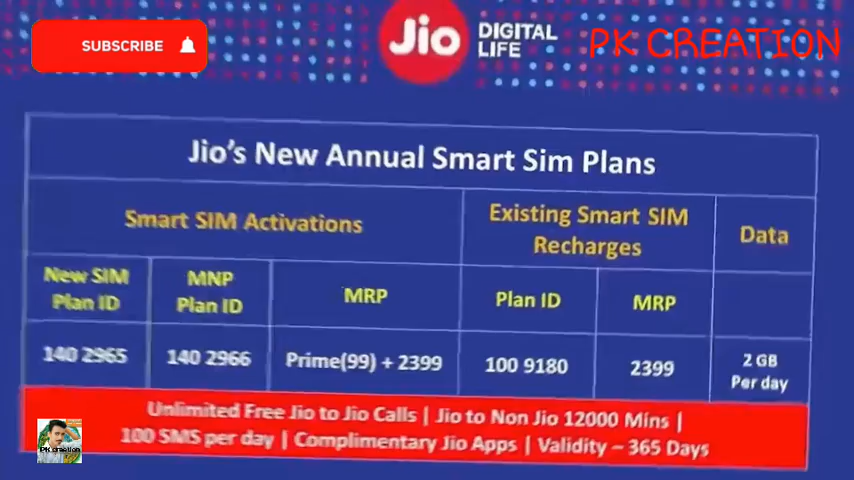 SUBSCRIBE
Jio DIGITAL
LIFE
PK CREATION
Jio's New Annual Smart Sim Plans
Smart SIM Activations
Existing Smart SIM
Recharges
Data
New SIM
Plan ID
MNP
Plan ID
MRP
Plan ID
MRP
140 2965
140 2966
Prime(99) + 2399
100 9180
2399
2 GB
Per day
Unlimited Free Jio to Jio Calls | Jio to Non Jio 12000 Mins |
100 SMS per day | Complimentary Jio Apps | Validity – 365 Days
PK creation